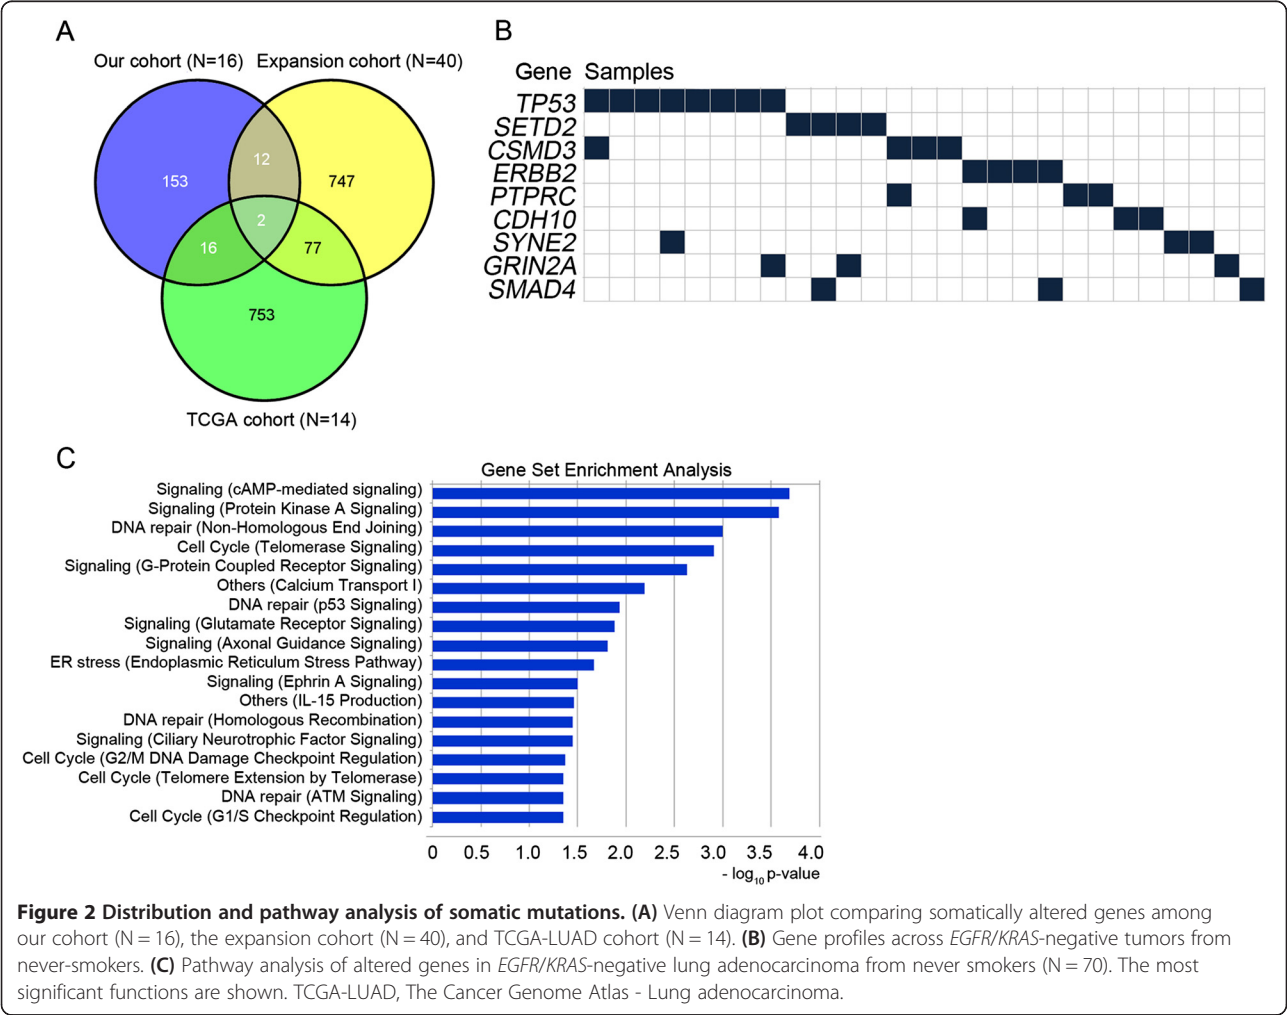 A
Our cohort (N=16)
Expansion cohort (N=40)
153
12
747
2
16
77
753
TCGA cohort (N=14)
B
Gene Samples
TP53
SETD2
CSMD3
ERBB2
PTPRC
CDH10
SYNE2
GRIN2A
SMAD4
C
Gene Set Enrichment Analysis
Signaling (cAMP-mediated signaling)
Signaling (Protein Kinase A Signaling)
DNA repair (Non-Homologous End Joining)
Cell Cycle (Telomerase Signaling)
Signaling (G-Protein Coupled Receptor Signaling)
Others (Calcium Transport I)
DNA repair (p53 Signaling)
Signaling (Glutamate Receptor Signaling)
Signaling (Axonal Guidance Signaling)
ER stress (Endoplasmic Reticulum Stress Pathway)
Signaling (Ephrin A Signaling)
Others (IL-15 Production)
DNA repair (Homologous Recombination)
Signaling (Ciliary Neurotrophic Factor Signaling)
Cell Cycle (G2/M DNA Damage Checkpoint Regulation)
Cell Cycle (Telomere Extension by Telomerase)
DNA repair (ATM Signaling)
Cell Cycle (G1/S Checkpoint Regulation)
0 0.5 1.0 1.5 2.0 2.5 3.0 3.5 4.0
- log10 p-value
Figure 2 Distribution and pathway analysis of somatic mutations. (A) Venn diagram plot comparing somatically altered genes among
our cohort (N = 16), the expansion cohort (N = 40), and TCGA-LUAD cohort (N = 14). (B) Gene profiles across EGFR/KRAS-negative tumors from
never-smokers. (C) Pathway analysis of altered genes in EGFR/KRAS-negative lung adenocarcinoma from never smokers (N = 70). The most
significant functions are shown. TCGA-LUAD, The Cancer Genome Atlas - Lung adenocarcinoma.